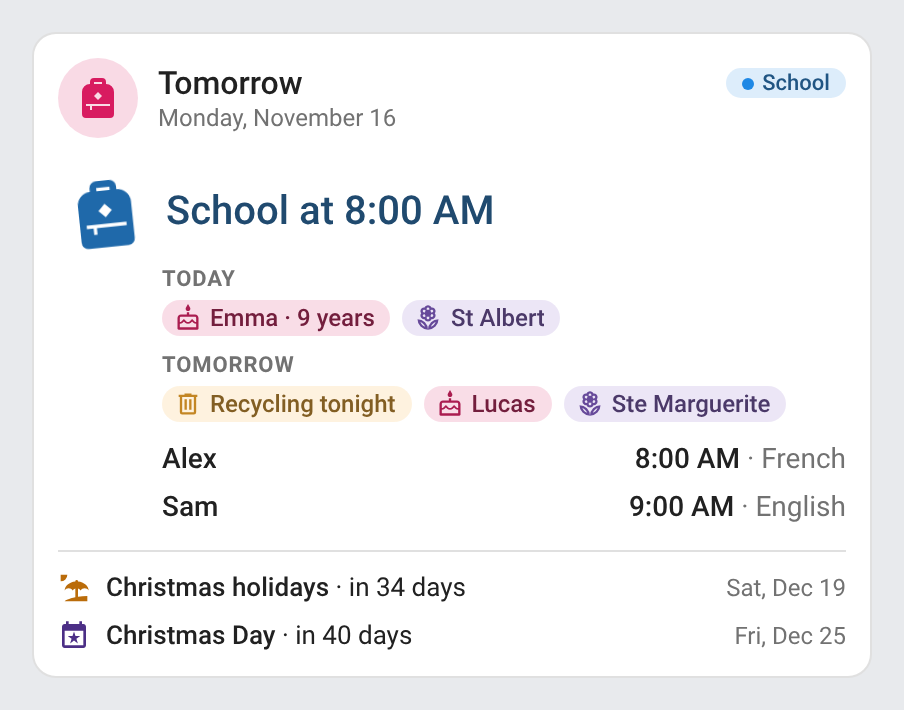 Tomorrow
School
Monday, November 16
School at 8:00 AM
TODAY
Emma · 9 years
St Albert
TOMORROW
Recycling tonight
Lucas
Ste Marguerite
Alex 8:00 AM · French
Sam 9:00 AM · English
Christmas holidays · in 34 days Sat, Dec 19
Christmas Day · in 40 days Fri, Dec 25